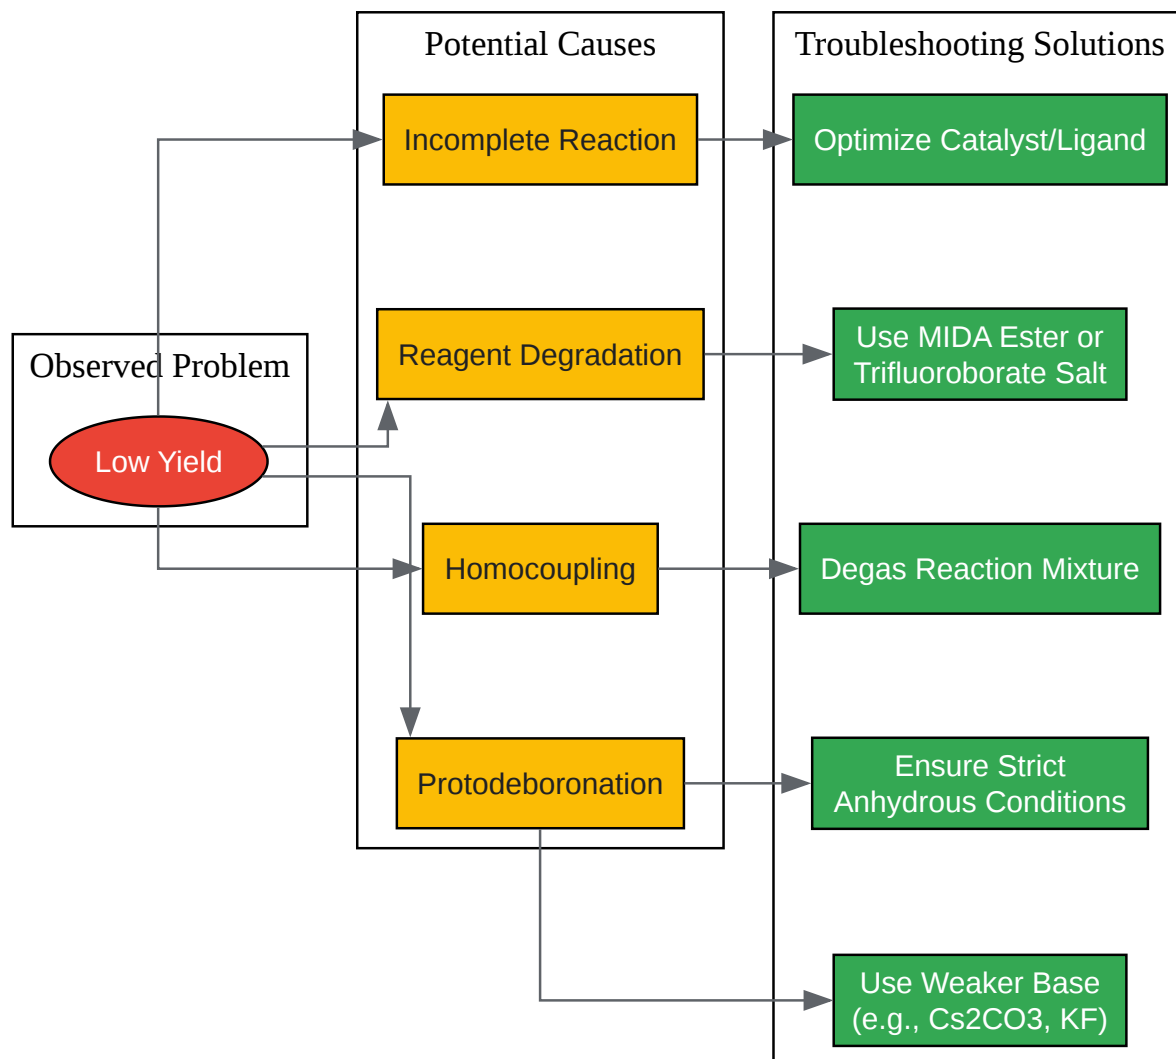 Potential Causes
Troubleshooting Solutions
Incomplete Reaction
Optimize Catalyst/Ligand
Observed Problem
Low Yield
Reagent Degradation
Use MIDA Ester or
Trifluoroborate Salt
Homocoupling
Degas Reaction Mixture
Protodeboronation
Ensure Strict
Anhydrous Conditions
Use Weaker Base
(e.g., Cs2CO3, KF)